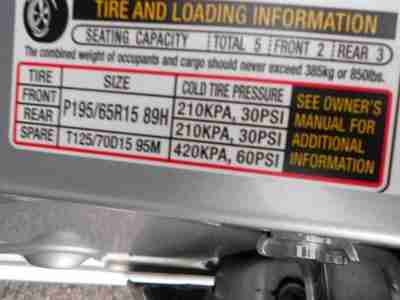 TIRE AND LOADING INFORMATION
SEATING CAPACITY TOTAL 5 FRONT 2 REAR 3
The combined weight of occupants and cargo should never exceed 385kg or 850lbs.
TIRE SIZE COLD TIRE PRESSURE
FRONT P195/65R15 89H 210KPA, 30PSI
REAR 210KPA, 30PSI
SPARE T125/70D15 95M 420KPA, 60PSI
SEE OWNER'S
MANUAL FOR
ADDITIONAL
INFORMATION